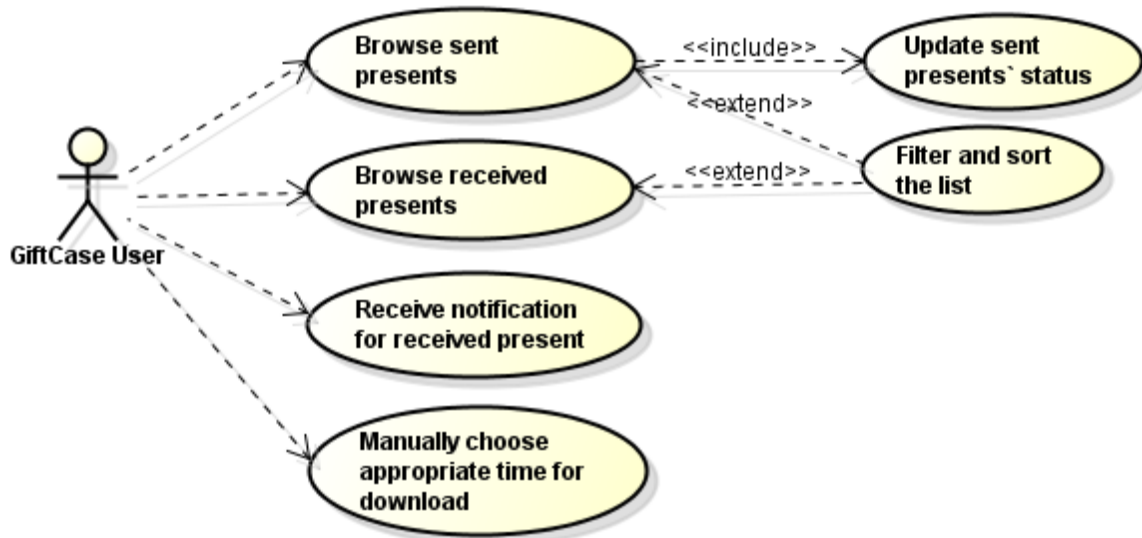 Browse sent
presents
<<include>>
Update sent
presents` status
<<extend>>
Filter and sort
the list
Browse received
presents
<<extend>>
GiftCase User
Receive notification
for received present
Manually choose
appropriate time for
download